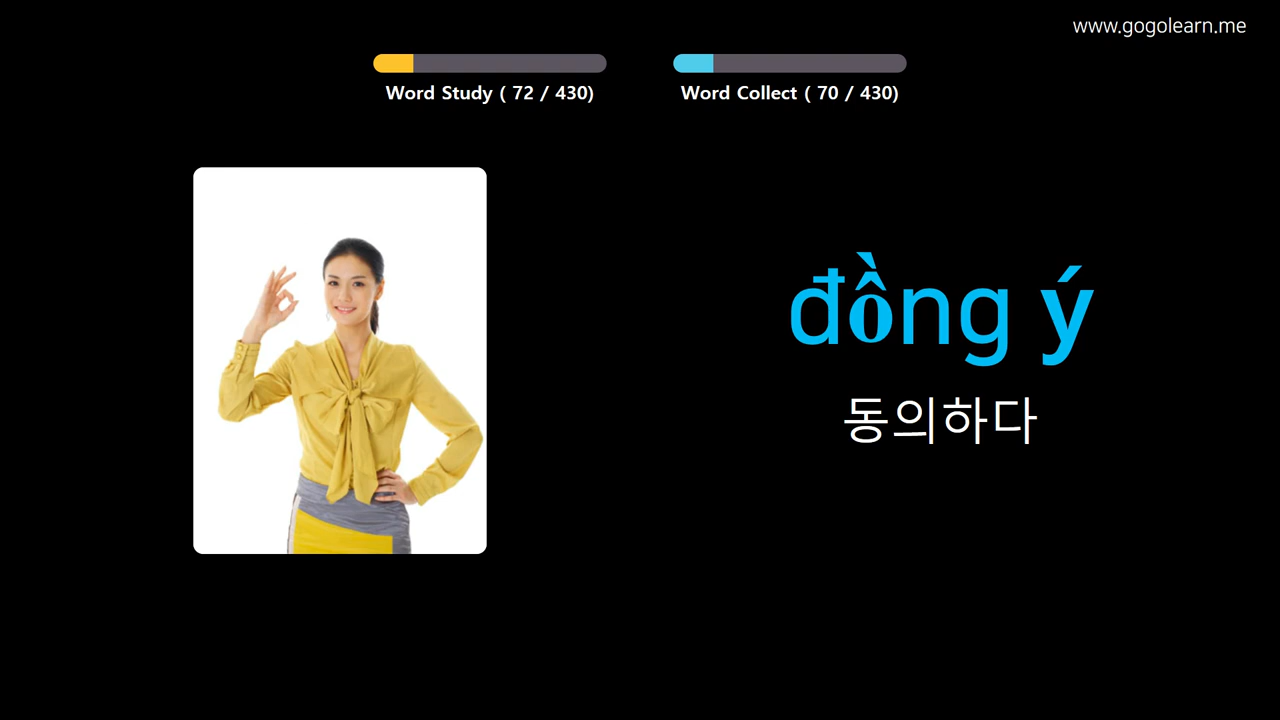 www.gogolearn.me
Word Study ( 72 / 430)
Word Collect ( 70 / 430)
đồng ý
동의하다